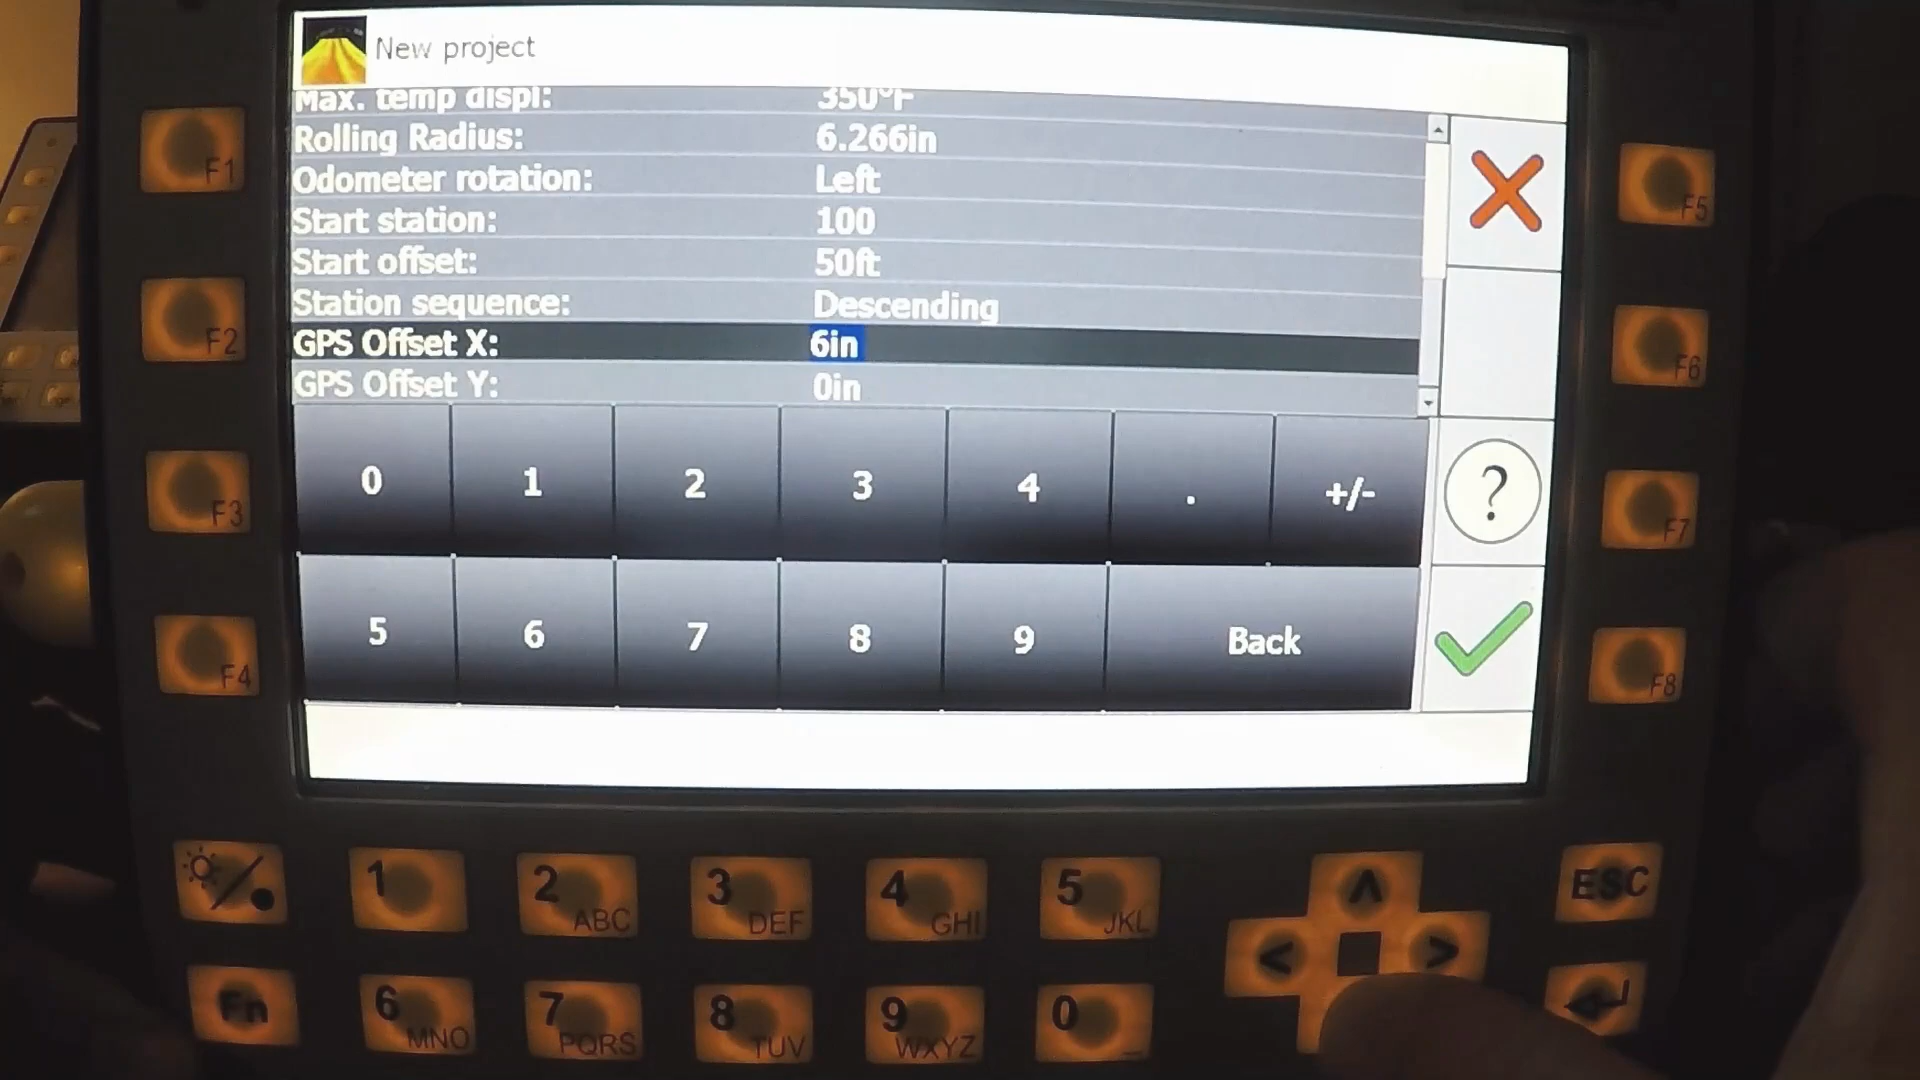 New project
Max. temp displ: 350°F
Rolling Radius: 6.266in
Odometer rotation: Left
Start station: 100
Start offset: 50ft
Station sequence: Descending
GPS Offset X: 6in
GPS Offset Y: 0in
0 1 2 3 4 . +/-
5 6 7 8 9 Back
?
F1
F2
F3
F4
F5
F6
F7
F8
1 2 ABC 3 DEF 4 GHI 5 JKL
ESC
Fn 6 MNO 7 PQRS 8 TUV 9 WXYZ 0 _